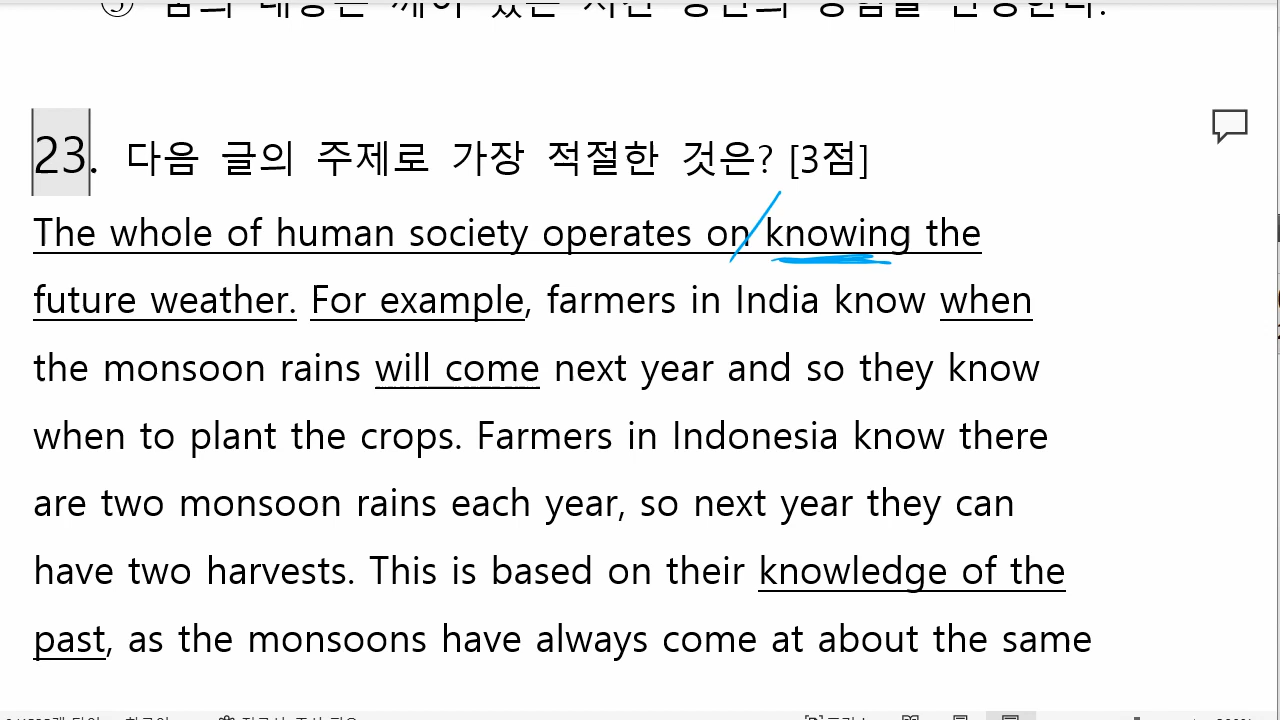 23. 다음 글의 주제로 가장 적절한 것은? [3점]
The whole of human society operates on knowing the
future weather. For example, farmers in India know when
the monsoon rains will come next year and so they know
when to plant the crops. Farmers in Indonesia know there
are two monsoon rains each year, so next year they can
have two harvests. This is based on their knowledge of the
past, as the monsoons have always come at about the same